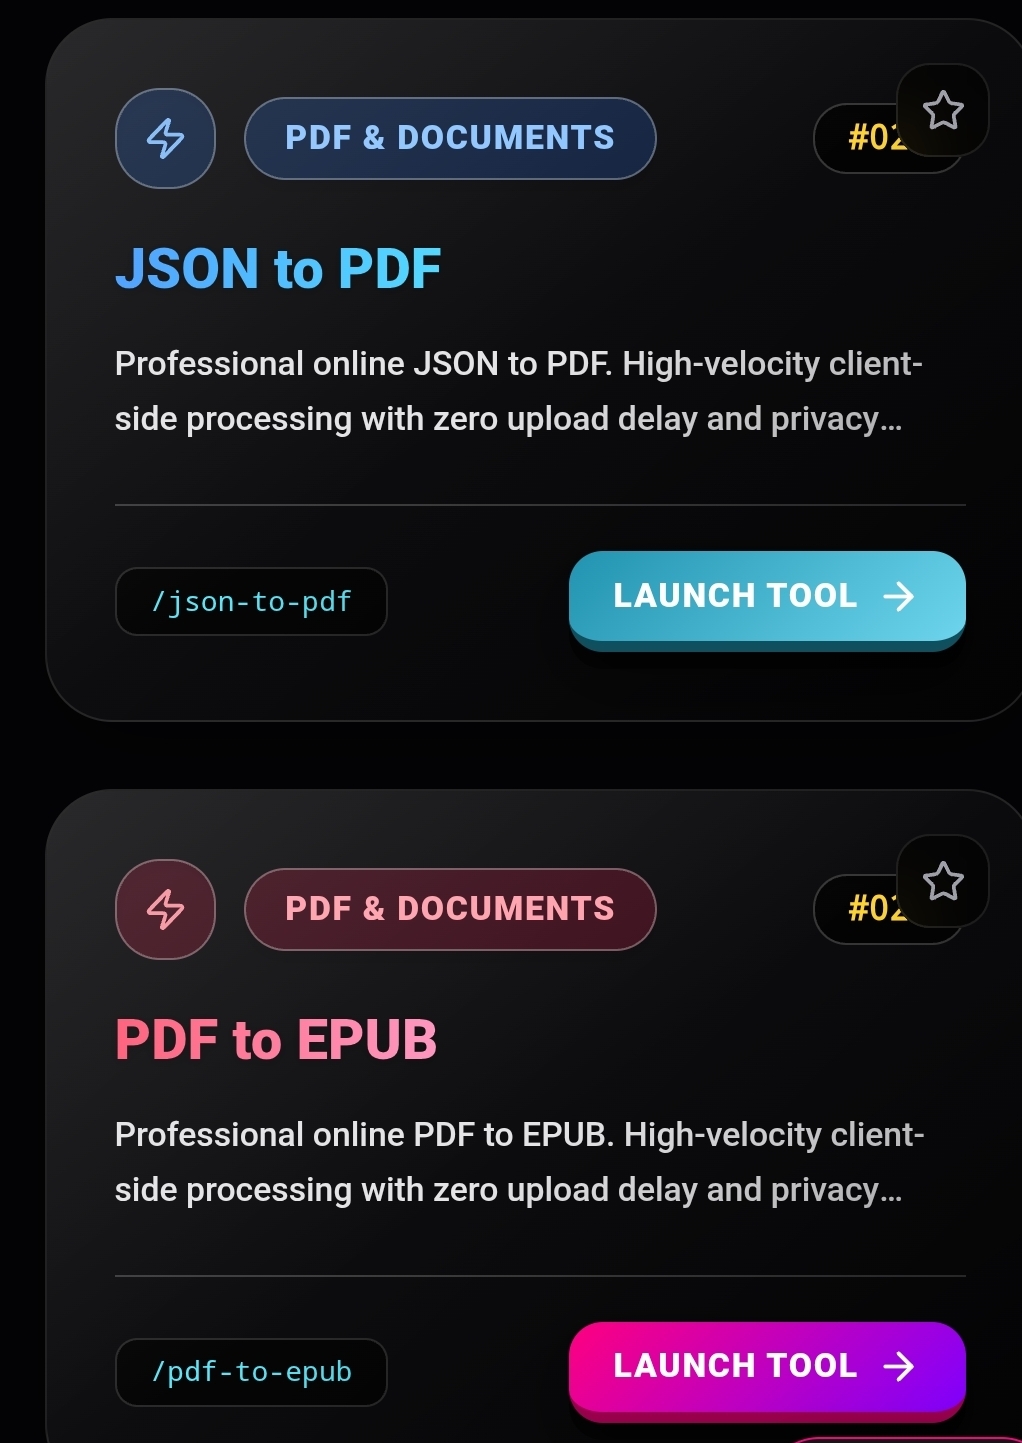 PDF & DOCUMENTS
JSON to PDF
Professional online JSON to PDF. High-velocity client-
side processing with zero upload delay and privacy...
/json-to-pdf
LAUNCH TOOL
PDF & DOCUMENTS
PDF to EPUB
Professional online PDF to EPUB. High-velocity client-
side processing with zero upload delay and privacy...
/pdf-to-epub
LAUNCH TOOL